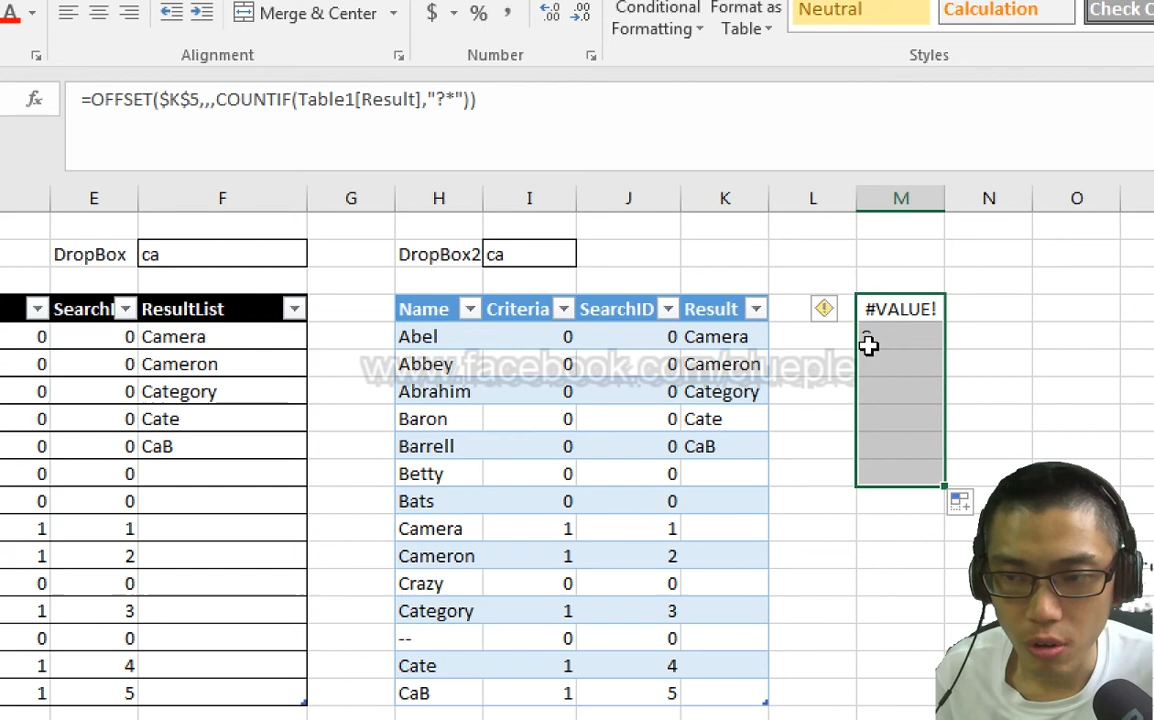 A
Merge & Center
$ % ,
Conditional
Formatting
Format as
Table
Neutral
Calculation
Check C
Alignment
Number
Styles
fx =OFFSET($K$5,,,COUNTIF(Table1[Result],"?*"))
E F G H I J K L M N O
DropBox ca DropBox2 ca
SearchI ResultList Name Criteria SearchID Result #VALUE!
0 0 Camera Abel 0 0 Camera
0 0 Cameron Abbey 0 0 Cameron
www.facebook.com/clueple
0 0 Category Abrahim 0 0 Category
0 0 Cate Baron 0 0 Cate
0 0 CaB Barrell 0 0 CaB
0 0 Betty 0 0
0 0 Bats 0 0
1 1 Camera 1 1
1 2 Cameron 1 2
0 0 Crazy 0 0
1 3 Category 1 3
0 0 -- 0 0
1 4 Cate 1 4
1 5 CaB 1 5